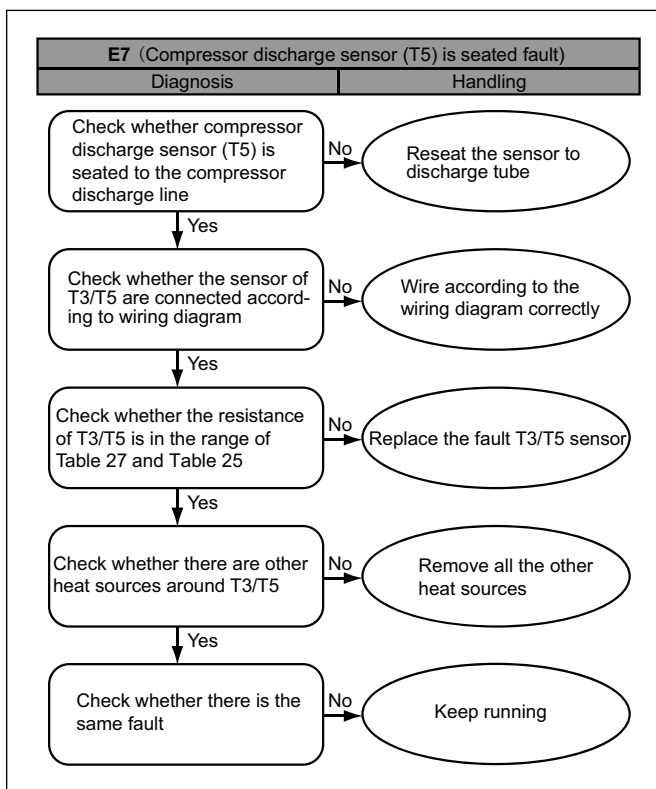 E7（Compressor discharge sensor (T5) is seated fault)
Diagnosis
Handling
Check whether compressor
discharge sensor (T5) is
seated to the compressor
discharge line
No
Reseat the sensor to
discharge tube
Yes
Check whether the sensor of
T3/T5 are connected accord-
ing to wiring diagram
No
Wire according to the
wiring diagram correctly
Yes
Check whether the resistance
of T3/T5 is in the range of
Table 27 and Table 25
No
Replace the fault T3/T5 sensor
Yes
Check whether there are other
heat sources around T3/T5
No
Remove all the other
heat sources
Yes
Check whether there is the
same fault
No
Keep running